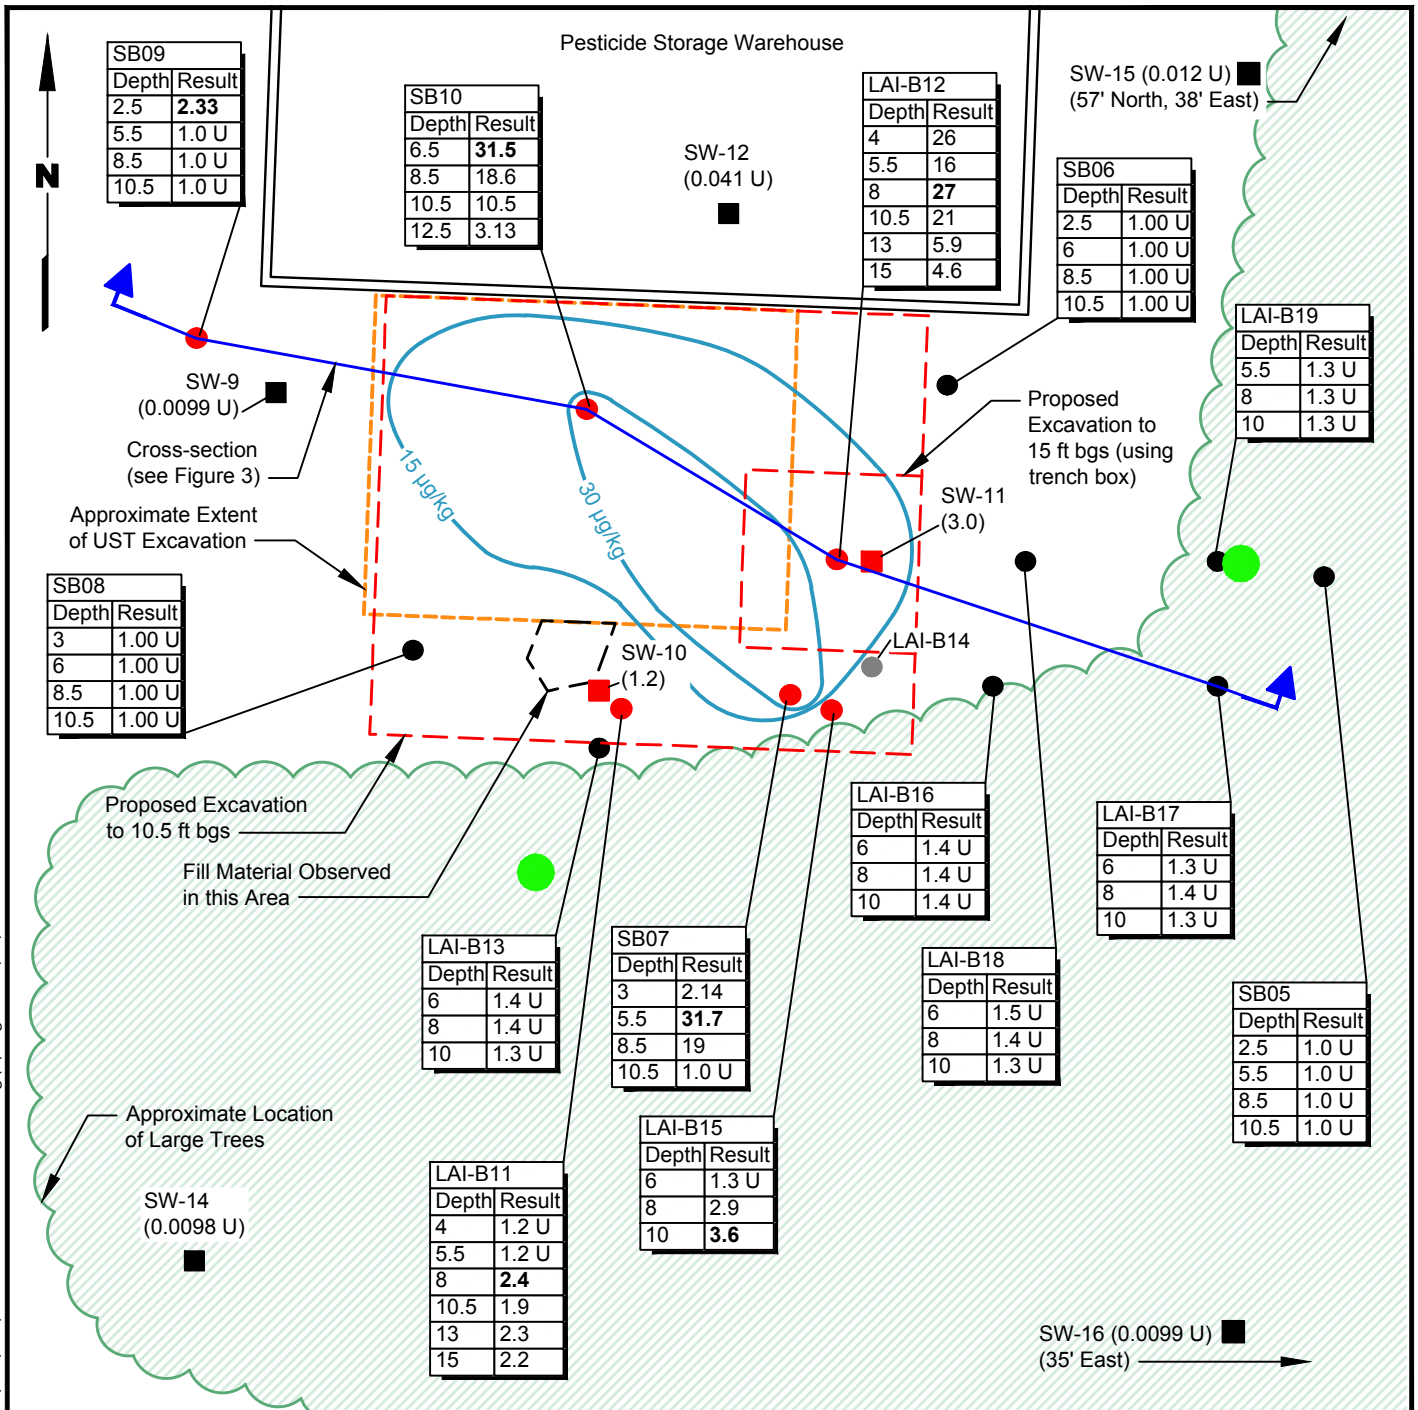 Pesticide Storage Warehouse
N
SB09
Depth Result
2.5 2.33
5.5 1.0 U
8.5 1.0 U
10.5 1.0 U
SB10
Depth Result
6.5 31.5
8.5 18.6
10.5 10.5
12.5 3.13
SW-12
(0.041 U)
LAI-B12
Depth Result
4 26
5.5 16
8 27
10.5 21
13 5.9
15 4.6
SW-15 (0.012 U)
(57' North, 38' East)
SB06
Depth Result
2.5 1.00 U
6 1.00 U
8.5 1.00 U
10.5 1.00 U
LAI-B19
Depth Result
5.5 1.3 U
8 1.3 U
10 1.3 U
SW-9
(0.0099 U)
Cross-section
(see Figure 3)
Approximate Extent
of UST Excavation
15 µg/kg
30 µg/kg
Proposed
Excavation to
15 ft bgs (using
trench box)
SW-11
(3.0)
SB08
Depth Result
3 1.00 U
6 1.00 U
8.5 1.00 U
10.5 1.00 U
SW-10
(1.2)
LAI-B14
Proposed Excavation
to 10.5 ft bgs
Fill Material Observed
in this Area
LAI-B13
Depth Result
6 1.4 U
8 1.4 U
10 1.3 U
SB07
Depth Result
3 2.14
5.5 31.7
8.5 19
10.5 1.0 U
LAI-B16
Depth Result
6 1.4 U
8 1.4 U
10 1.4 U
LAI-B17
Depth Result
6 1.3 U
8 1.4 U
10 1.3 U
LAI-B18
Depth Result
6 1.5 U
8 1.4 U
10 1.3 U
SB05
Depth Result
2.5 1.0 U
5.5 1.0 U
8.5 1.0 U
10.5 1.0 U
Approximate Location
of Large Trees
SW-14
(0.0098 U)
LAI-B11
Depth Result
4 1.2 U
5.5 1.2 U
8 2.4
10.5 1.9
13 2.3
15 2.2
LAI-B15
Depth Result
6 1.3 U
8 2.9
10 3.6
SW-16 (0.0099 U)
(35' East)